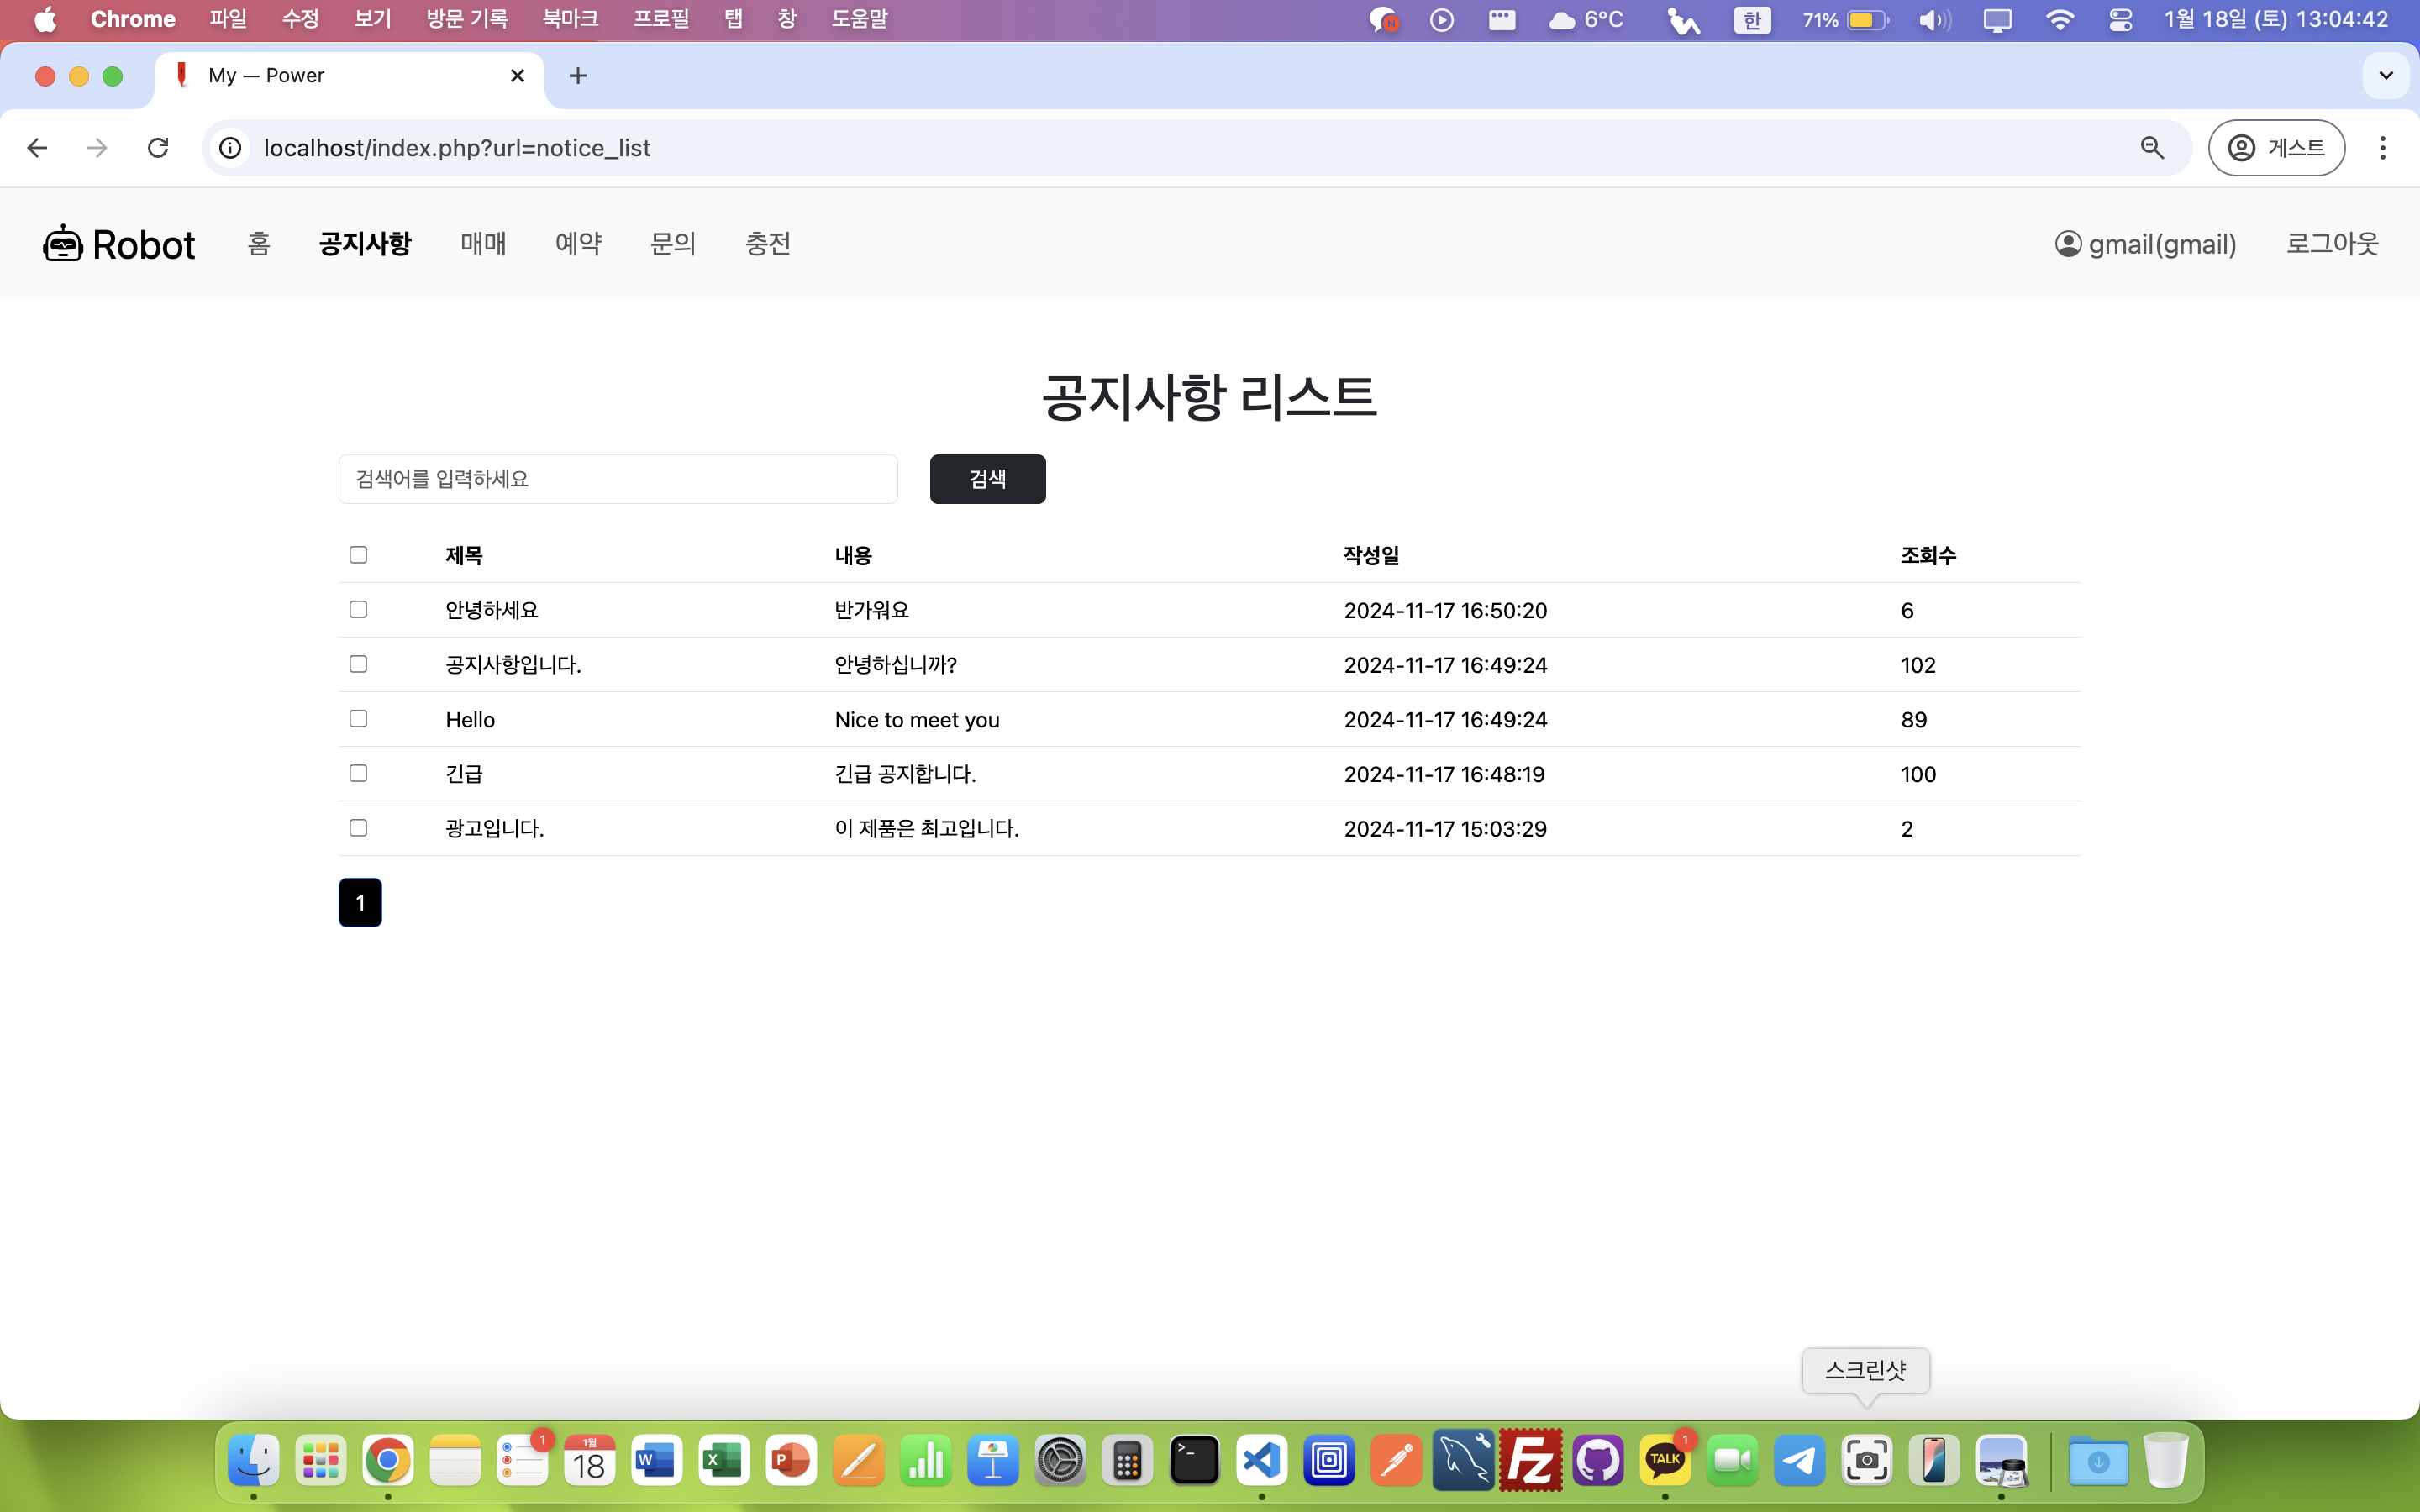 Chrome 파일 수정 보기 방문 기록 북마크 프로필 탭 창 도움말 6°C 한 71% 1월 18일 (토) 13:04:42
My — Power
localhost/index.php?url=notice_list 게스트
Robot 홈 공지사항 매매 예약 문의 충전 gmail(gmail) 로그아웃
공지사항 리스트
검색어를 입력하세요 검색
제목 내용 작성일 조회수
안녕하세요 반가워요 2024-11-17 16:50:20 6
공지사항입니다. 안녕하십니까? 2024-11-17 16:49:24 102
Hello Nice to meet you 2024-11-17 16:49:24 89
긴급 긴급 공지합니다. 2024-11-17 16:48:19 100
광고입니다. 이 제품은 최고입니다. 2024-11-17 15:03:29 2
1
스크린샷
1 1월 18 W X P >_ Fz TALK 1